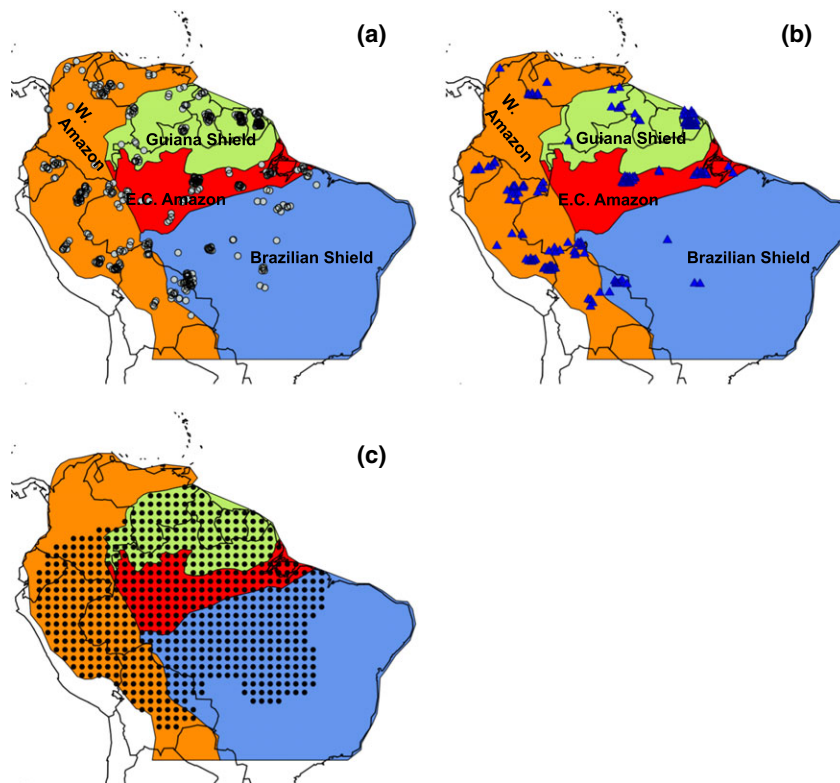 (a)
W.
Amazon
Guiana Shield
E.C. Amazon
Brazilian Shield
(b)
W.
Amazon
Guiana Shield
E.C. Amazon
Brazilian Shield
(c)